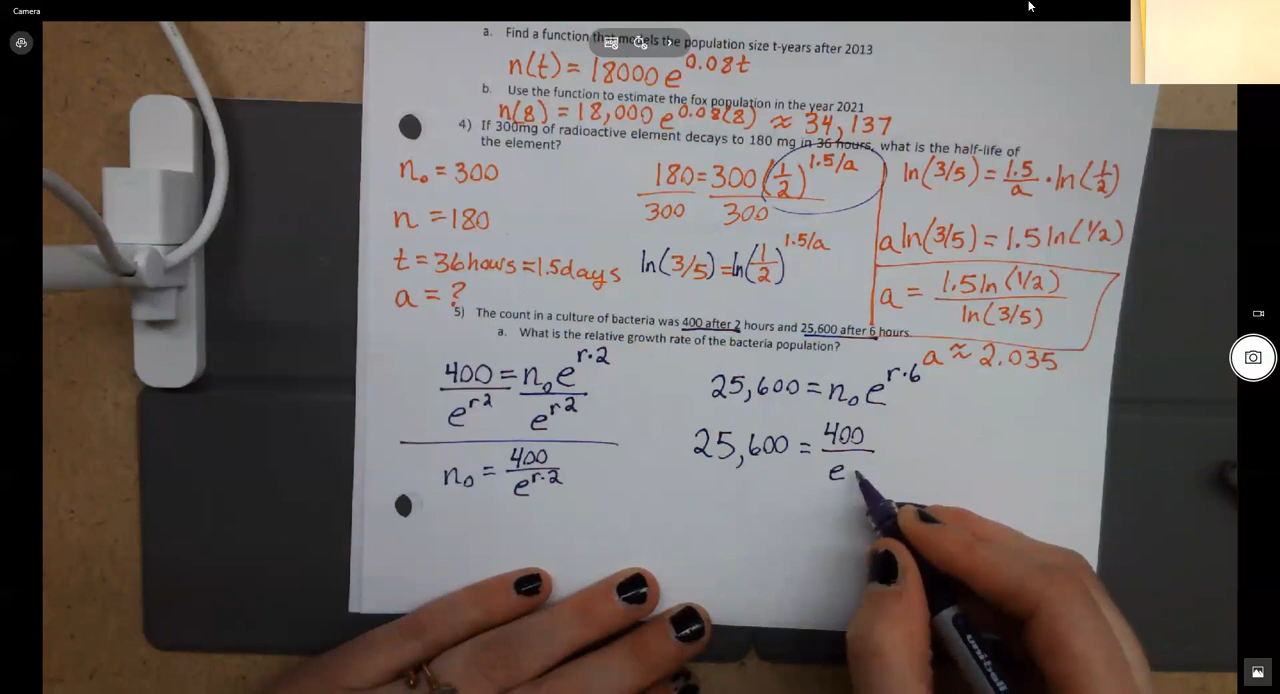 Camera
a. Find a function that models the population size t-years after 2013
n(t) = 18000 e^0.08t
b. Use the function to estimate the fox population in the year 2021
n(8) = 18,000 e^0.08(8) ≈ 34,137
4) If 300mg of radioactive element decays to 180 mg in 36 hours, what is the half-life of
the element?
n₀ = 300
n = 180
t = 36 hours = 1.5 days
a = ?
180 = 300 (1/2)^1.5/a
300 300
ln(3/5) = ln(1/2)^1.5/a
ln(3/5) = 1.5/a · ln(1/2)
a ln(3/5) = 1.5 ln(1/2)
a = 1.5 ln(1/2) / ln(3/5)
a ≈ 2.035
5) The count in a culture of bacteria was 400 after 2 hours and 25,600 after 6 hours.
a. What is the relative growth rate of the bacteria population?
400 = n₀ e^r·2
e^r2 e^r2
n₀ = 400 / e^r·2
25,600 = n₀ e^r·6
25,600 = 400 / e
uniball